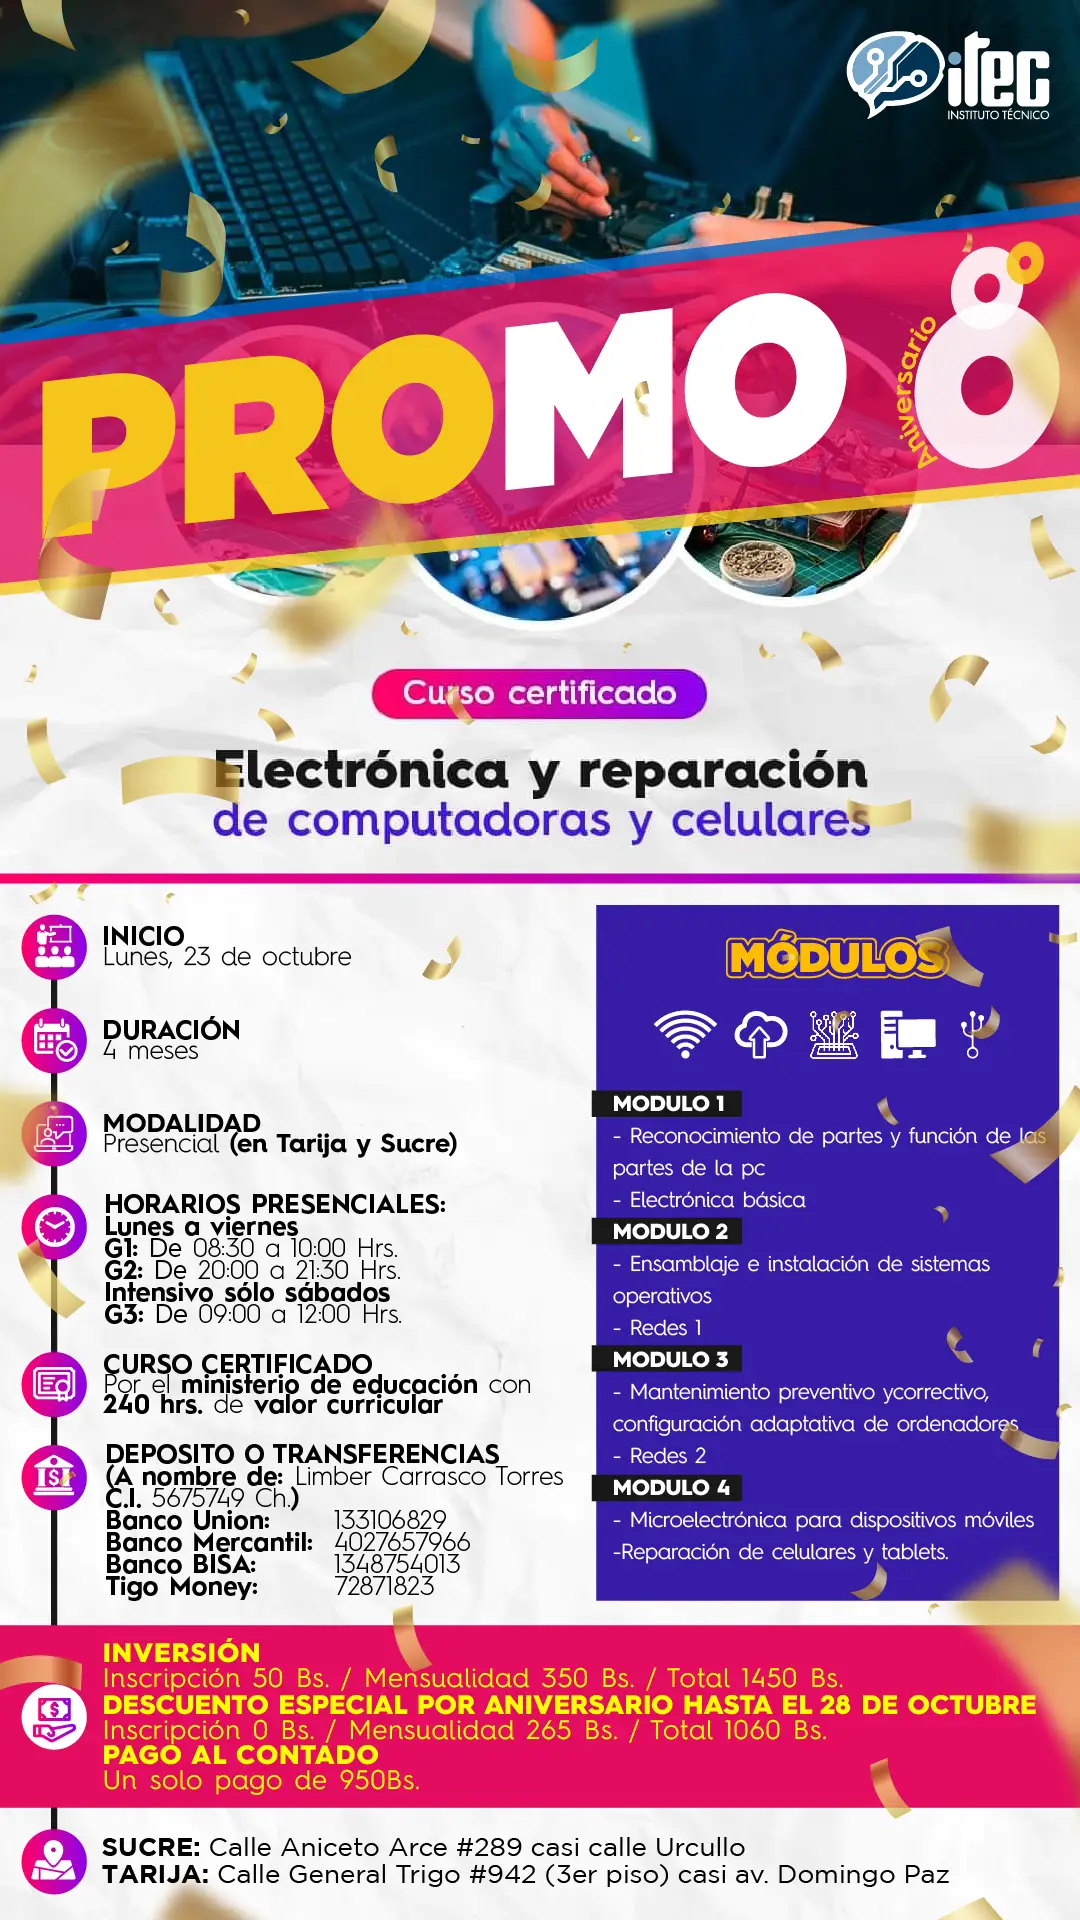 itec
INSTITUTO TÉCNICO
PROMO
Aniversario
8º
Curso certificado
Electrónica y reparación
de computadoras y celulares
INICIO
Lunes, 23 de octubre
DURACIÓN
4 meses
MODALIDAD
Presencial (en Tarija y Sucre)
HORARIOS PRESENCIALES:
Lunes a viernes
G1: De 08:30 a 10:00 Hrs.
G2: De 20:00 a 21:30 Hrs.
Intensivo sólo sábados
G3: De 09:00 a 12:00 Hrs.
CURSO CERTIFICADO
Por el ministerio de educación con
240 hrs. de valor curricular
DEPOSITO O TRANSFERENCIAS
(A nombre de: Limber Carrasco Torres
C.I. 5675749 Ch.)
Banco Union: 133106829
Banco Mercantil: 4027657966
Banco BISA: 1348754013
Tigo Money: 72871823
MÓDULOS
MODULO 1
- Reconocimiento de partes y función de las
partes de la pc
- Electrónica básica
MODULO 2
- Ensamblaje e instalación de sistemas
operativos
- Redes 1
MODULO 3
- Mantenimiento preventivo ycorrectivo,
configuración adaptativa de ordenadores
- Redes 2
MODULO 4
- Microelectrónica para dispositivos móviles
-Reparación de celulares y tablets.
INVERSIÓN
Inscripción 50 Bs. / Mensualidad 350 Bs. / Total 1450 Bs.
DESCUENTO ESPECIAL POR ANIVERSARIO HASTA EL 28 DE OCTUBRE
Inscripción 0 Bs. / Mensualidad 265 Bs. / Total 1060 Bs.
PAGO AL CONTADO
Un solo pago de 950Bs.
SUCRE: Calle Aniceto Arce #289 casi calle Urcullo
TARIJA: Calle General Trigo #942 (3er piso) casi av. Domingo Paz